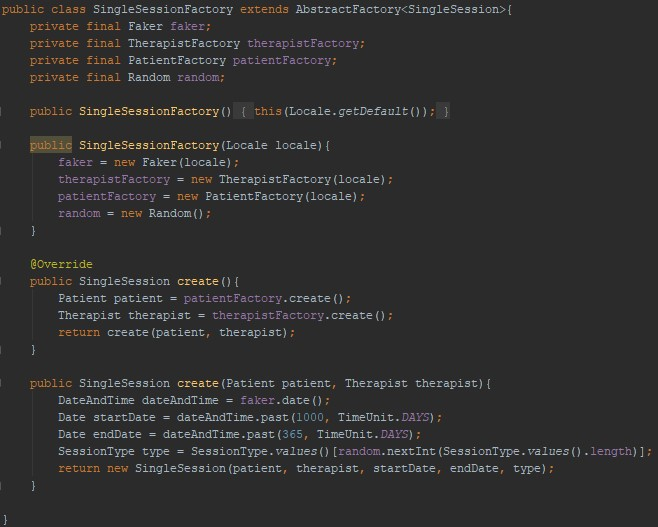 public class SingleSessionFactory extends AbstractFactory<SingleSession>{
    private final Faker faker;
    private final TherapistFactory therapistFactory;
    private final PatientFactory patientFactory;
    private final Random random;

    public SingleSessionFactory() { this(Locale.getDefault()); }

    public SingleSessionFactory(Locale locale){
        faker = new Faker(locale);
        therapistFactory = new TherapistFactory(locale);
        patientFactory = new PatientFactory(locale);
        random = new Random();
    }

    @Override
    public SingleSession create(){
        Patient patient = patientFactory.create();
        Therapist therapist = therapistFactory.create();
        return create(patient, therapist);
    }

    public SingleSession create(Patient patient, Therapist therapist){
        DateAndTime dateAndTime = faker.date();
        Date startDate = dateAndTime.past(1000, TimeUnit.DAYS);
        Date endDate = dateAndTime.past(365, TimeUnit.DAYS);
        SessionType type = SessionType.values()[random.nextInt(SessionType.values().length)];
        return new SingleSession(patient, therapist, startDate, endDate, type);
    }

}